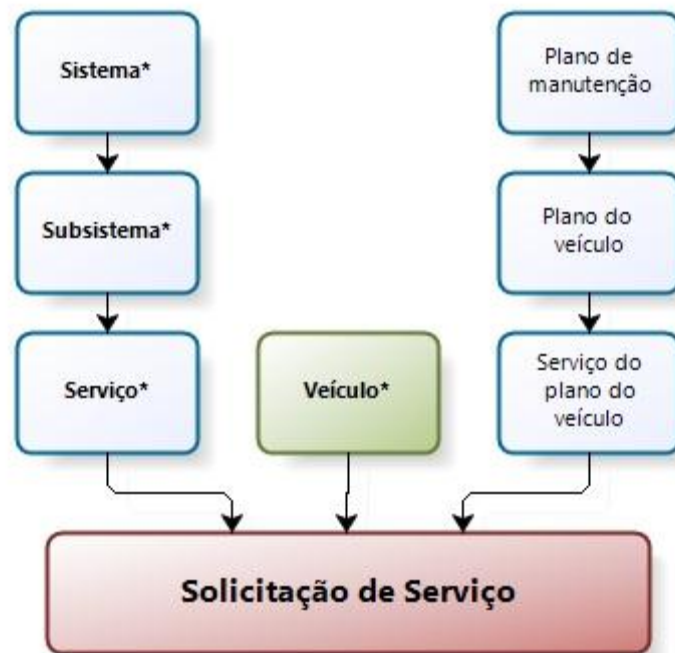 Sistema*
Subsistema*
Serviço*
Veículo*
Plano de
manutenção
Plano do
veículo
Serviço do
plano do
veículo
Solicitação de Serviço